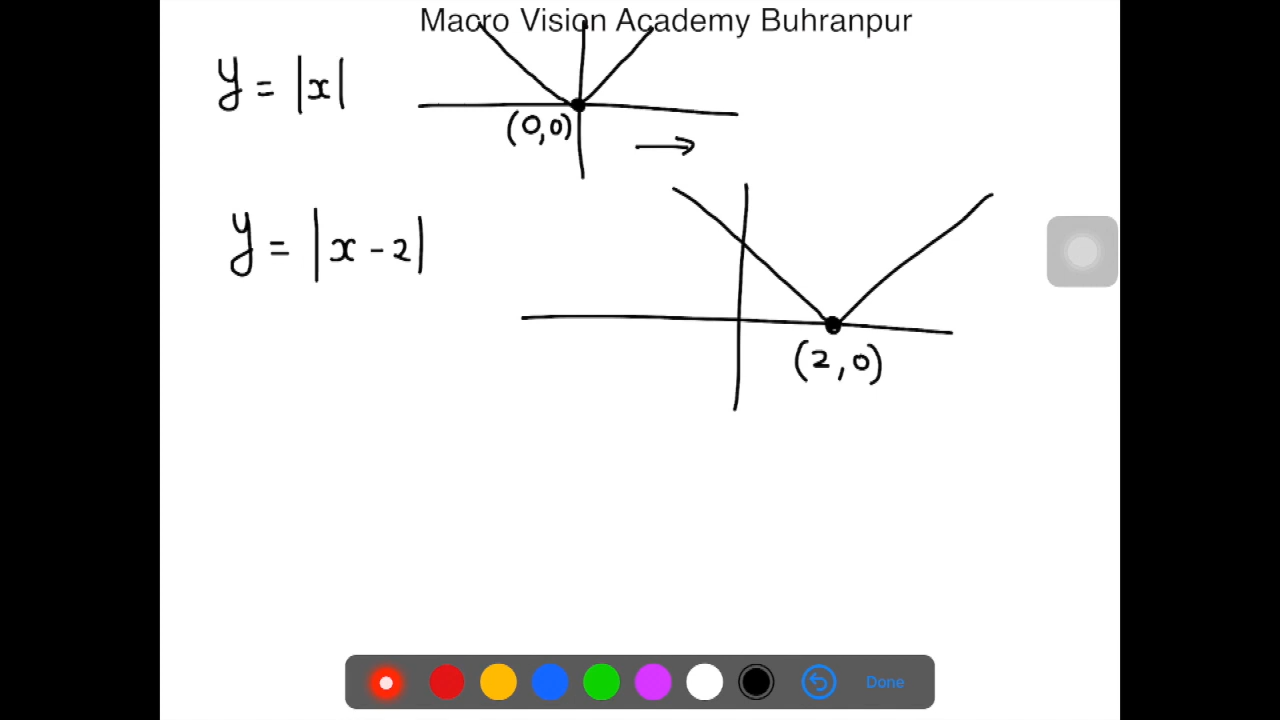 Macro Vision Academy Buhranpur
y = |x|
(0,0)
y = |x - 2|
(2,0)
Done